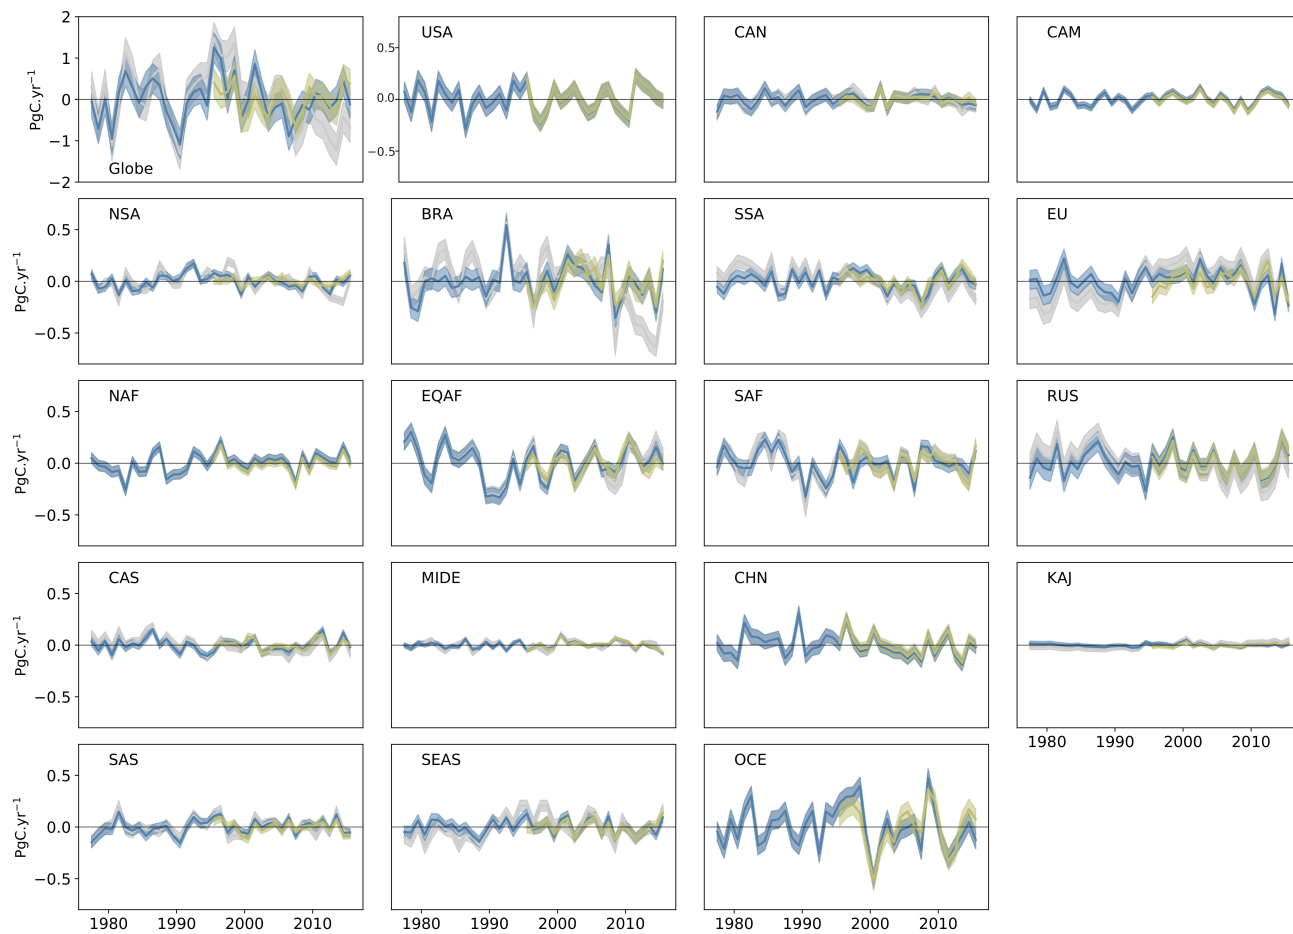 2
1
0
−1
−2
PgC.yr⁻¹
Globe
0.5
0.0
−0.5
USA
CAN
CAM
0.5
0.0
−0.5
PgC.yr⁻¹
NSA
BRA
SSA
EU
0.5
0.0
−0.5
PgC.yr⁻¹
NAF
EQAF
SAF
RUS
0.5
0.0
−0.5
PgC.yr⁻¹
CAS
MIDE
CHN
KAJ
1980 1990 2000 2010
0.5
0.0
−0.5
PgC.yr⁻¹
SAS
SEAS
OCE
1980 1990 2000 2010
1980 1990 2000 2010
1980 1990 2000 2010